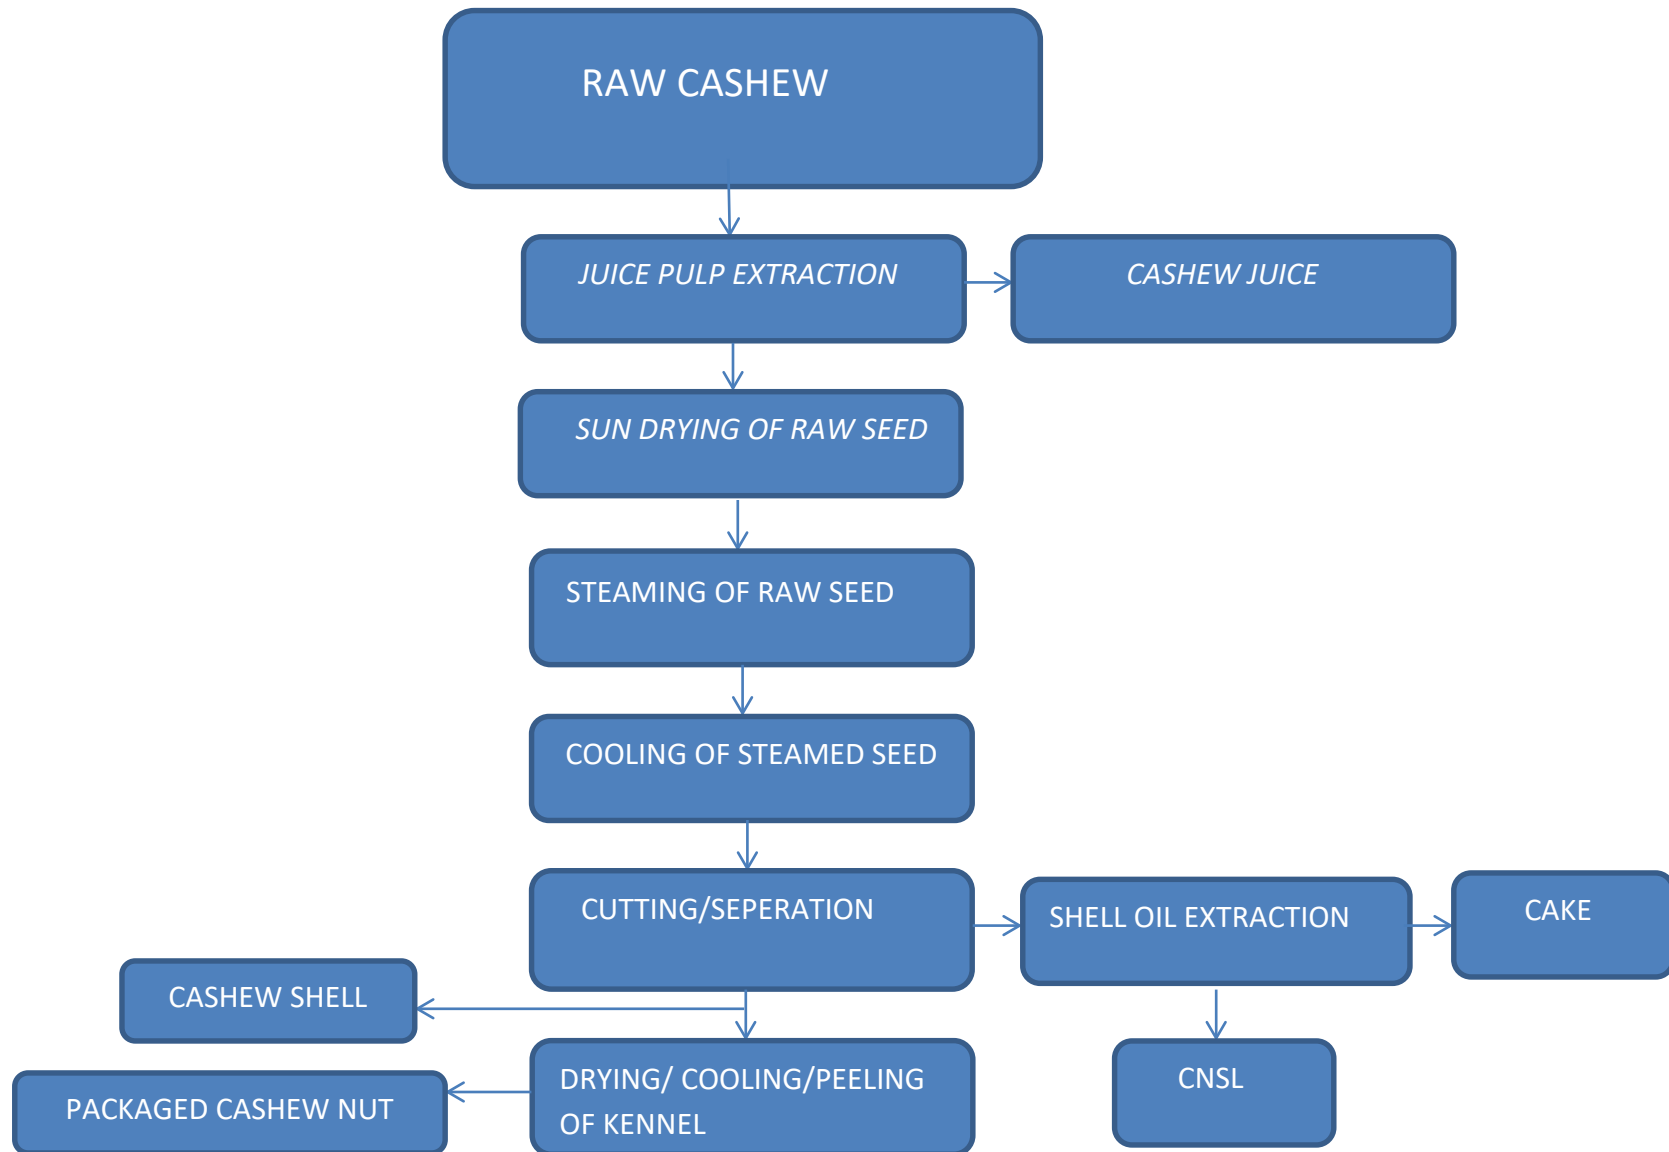 RAW CASHEW
JUICE PULP EXTRACTION
CASHEW JUICE
SUN DRYING OF RAW SEED
STEAMING OF RAW SEED
COOLING OF STEAMED SEED
CUTTING/SEPERATION
SHELL OIL EXTRACTION
CAKE
CASHEW SHELL
DRYING/ COOLING/PEELING
OF KENNEL
CNSL
PACKAGED CASHEW NUT